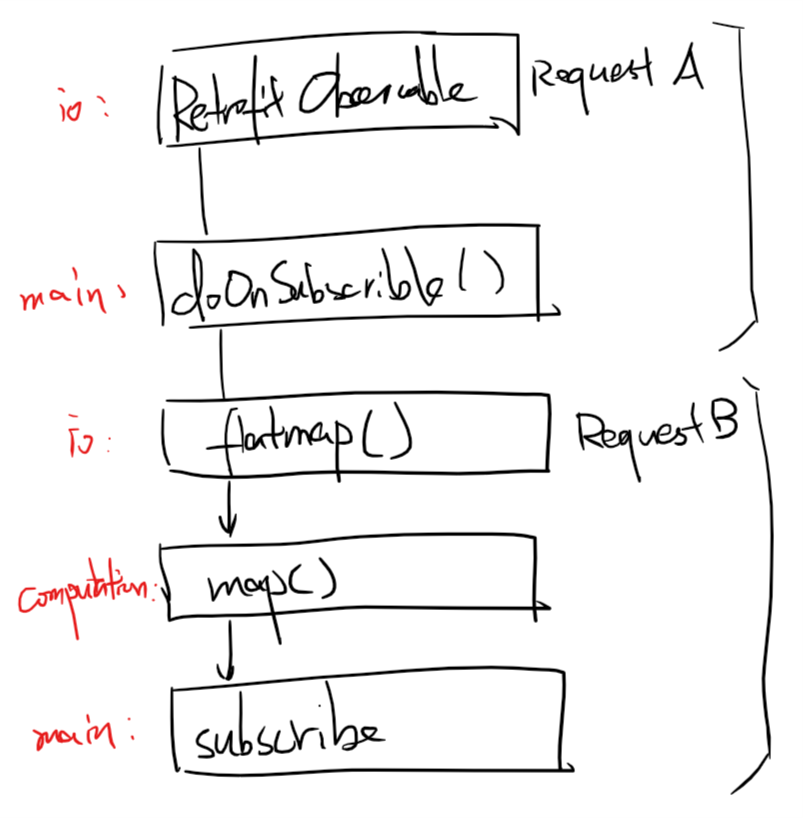 io: Retrofit Observable Request A
main: doOnSubscrible()
io: flatmap() Request B
Computation: map()
main: subscribe